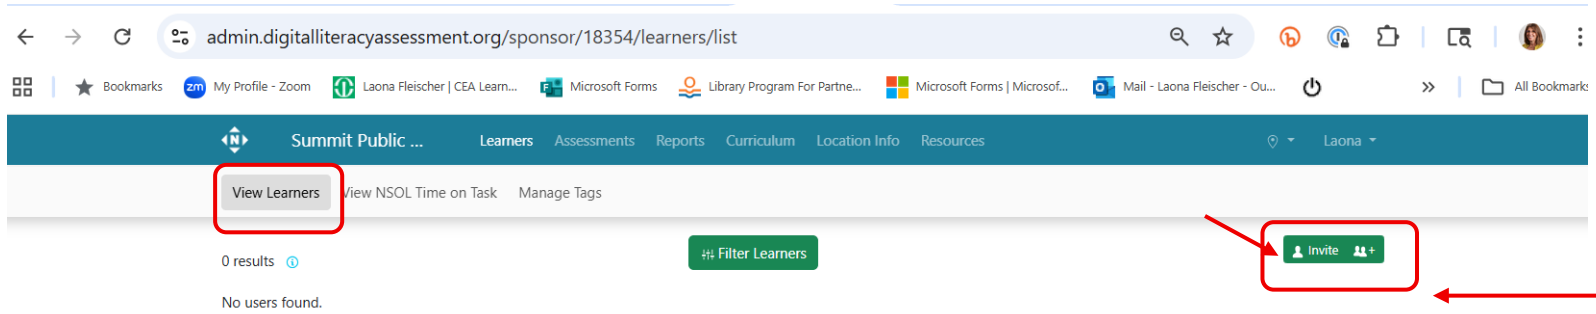 admin.digitalliteracyassessment.org/sponsor/18354/learners/list
Bookmarks zm My Profile - Zoom Laona Fleischer | CEA Learn... Microsoft Forms Library Program For Partne... Microsoft Forms | Microsof... Mail - Laona Fleischer - Ou... » All Bookmarks
N Summit Public ... Learners Assessments Reports Curriculum Location Info Resources Laona
View Learners View NSOL Time on Task Manage Tags
0 results Filter Learners Invite
No users found.